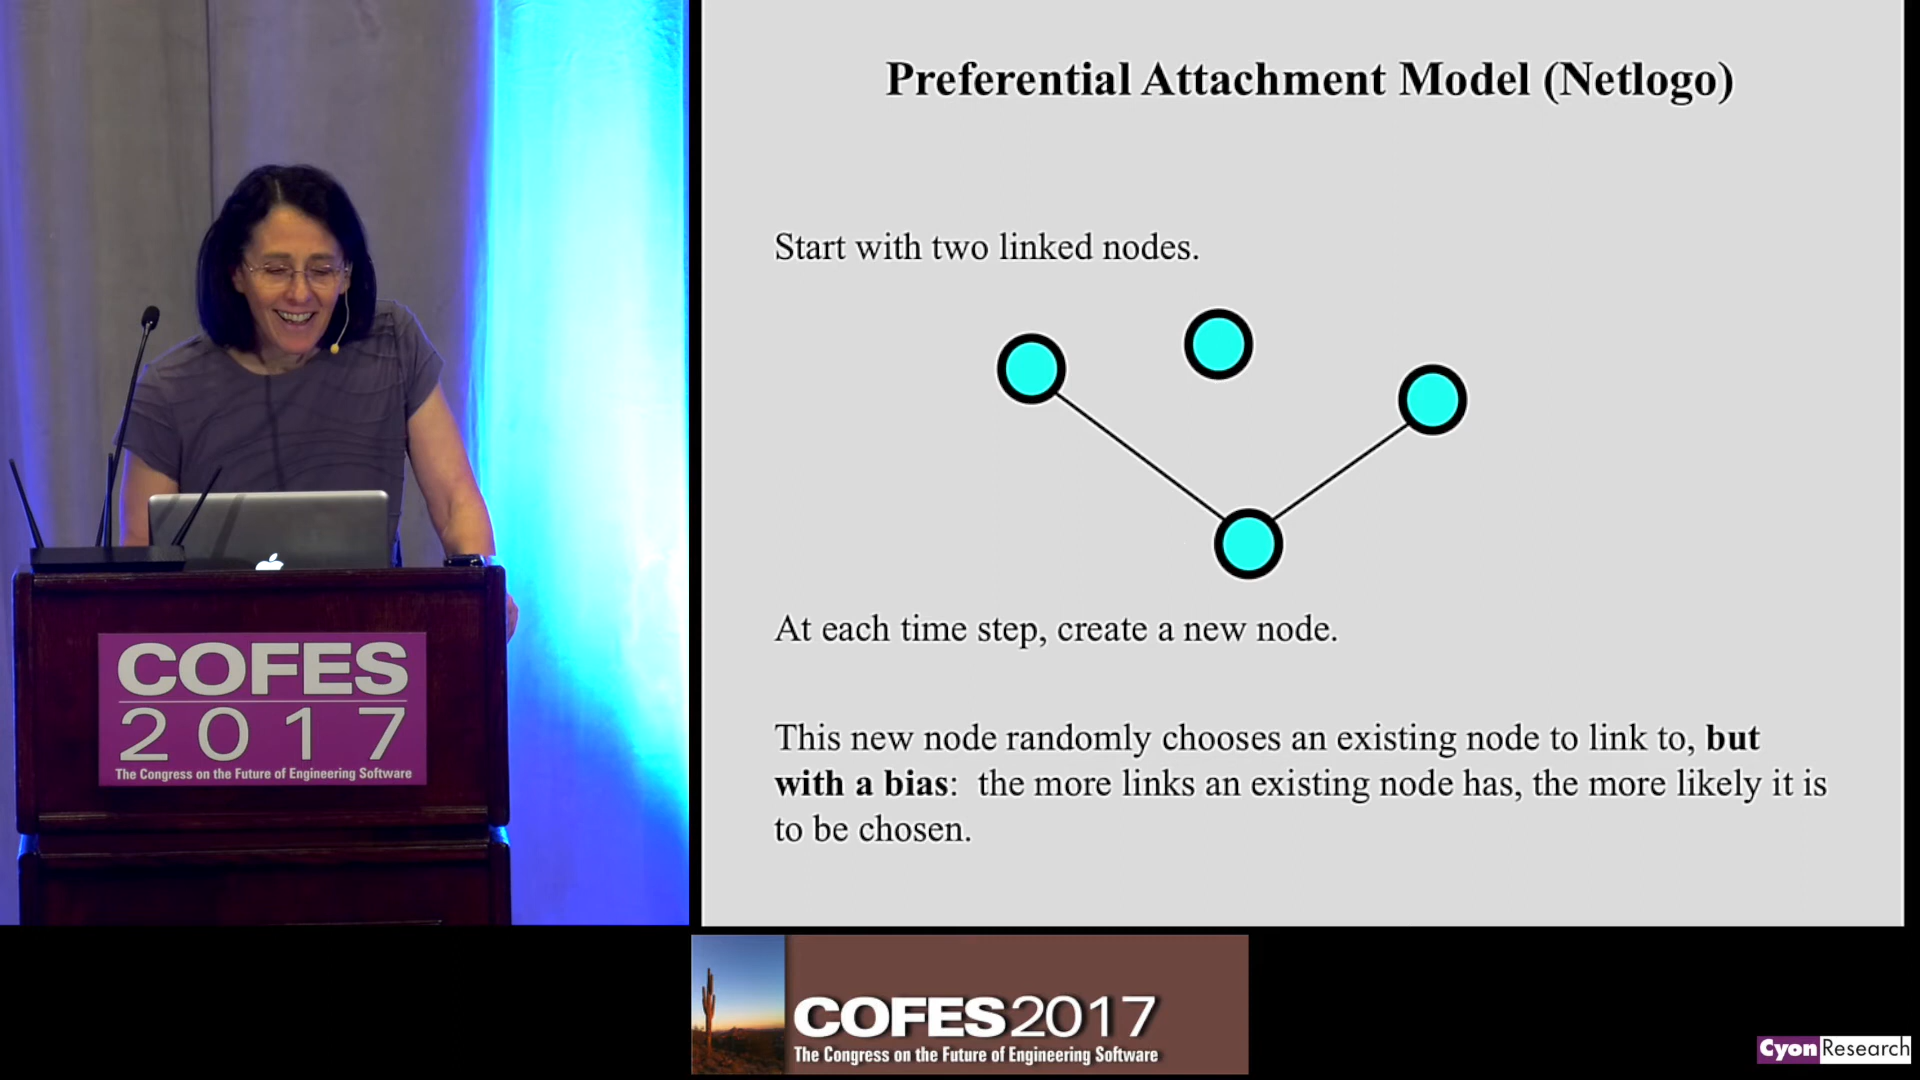 Preferential Attachment Model (Netlogo)
Start with two linked nodes.
At each time step, create a new node.
This new node randomly chooses an existing node to link to, but
with a bias:  the more links an existing node has, the more likely it is
to be chosen.
COFES
2017
The Congress on the Future of Engineering Software
COFES2017
The Congress on the Future of Engineering Software
CyonResearch